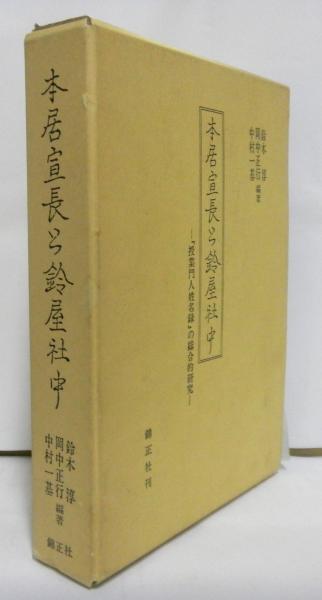 本居宣長と鈴屋社中
鈴木 淳
岡中正行 編著
中村一基
錦正社
鈴木 淳
岡中正行 編著
中村一基
本居宣長と鈴屋社中
―『授業門人姓名録』の綜合的研究―
錦正社刊